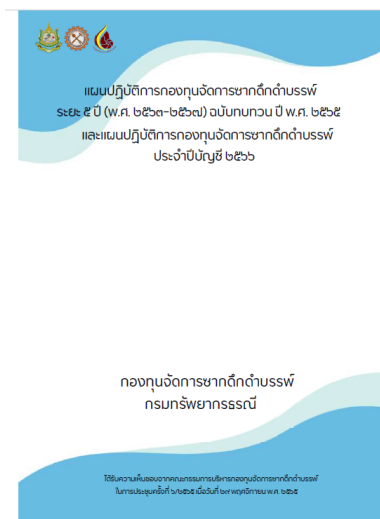 แผนปฏิบัติการกองทุนจัดการซากดึกดำบรรพ์
ระยะ ๕ ปี (พ.ศ. ๒๕๖๓-๒๕๖๗) ฉบับทบทวน ปี พ.ศ. ๒๕๖๕
และแผนปฏิบัติการกองทุนจัดการซากดึกดำบรรพ์
ประจำปีบัญชี ๒๕๖๖
กองทุนจัดการซากดึกดำบรรพ์
กรมทรัพยากรธรณี
ได้รับความเห็นชอบจากคณะกรรมการบริหารกองทุนจัดการซากดึกดำบรรพ์
ในการประชุมครั้งที่ ๖/๒๕๖๕ เมื่อวันที่ ๒๙ พฤศจิกายน พ.ศ. ๒๕๖๕